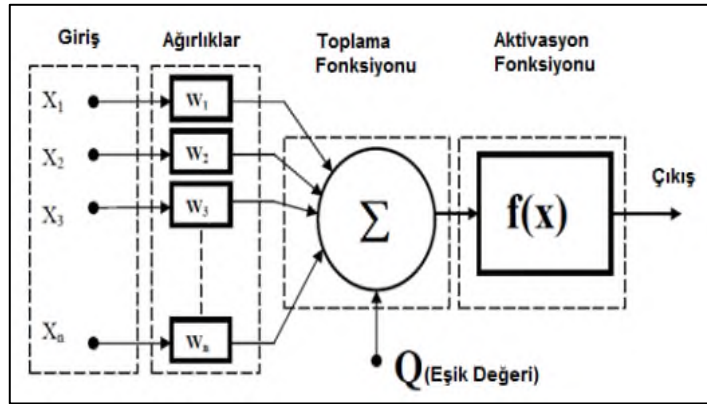 Giriş
Ağırlıklar
Toplama
Fonksiyonu
Aktivasyon
Fonksiyonu
X1
W1
X2
W2
X3
W3
Σ
f(x)
Çıkış
Xn
Wn
Q(Eşik Değeri)